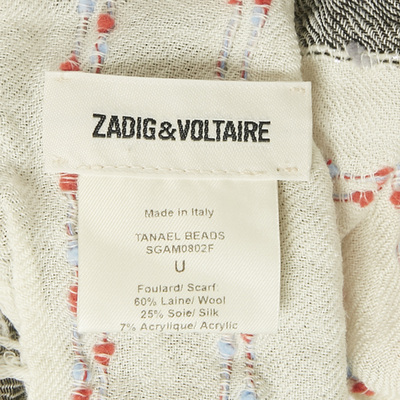 ZADIG&VOLTAIRE
Made in Italy
TANAEL BEADS
SGAM0802F
U
Foulard/ Scarf:
60% Laine/ Wool
25% Soie/ Silk
7% Acrylique/ Acrylic